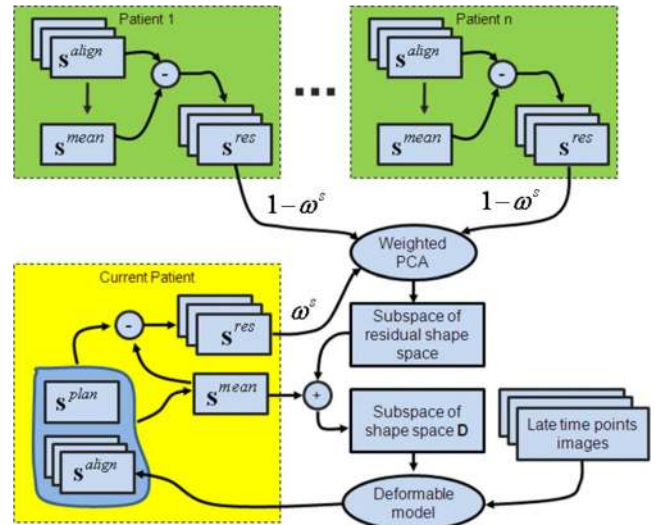 Patient 1
s^align
-
s^mean
s^res
...
Patient n
s^align
-
s^mean
s^res
1-ω^s
1-ω^s
Weighted
PCA
Current Patient
-
s^res
ω^s
Subspace of
residual shape
space
s^plan
s^mean
+
Subspace of
shape space D
Late time points
images
s^align
Deformable
model